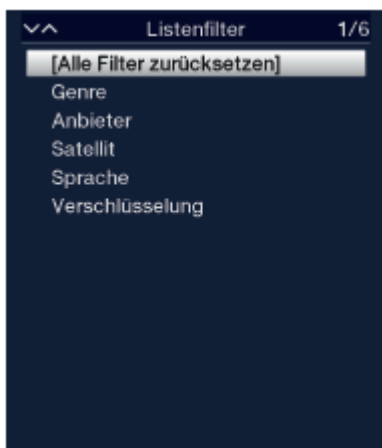 Listenfilter 1/6
[Alle Filter zurücksetzen]
Genre
Anbieter
Satellit
Sprache
Verschlüsselung